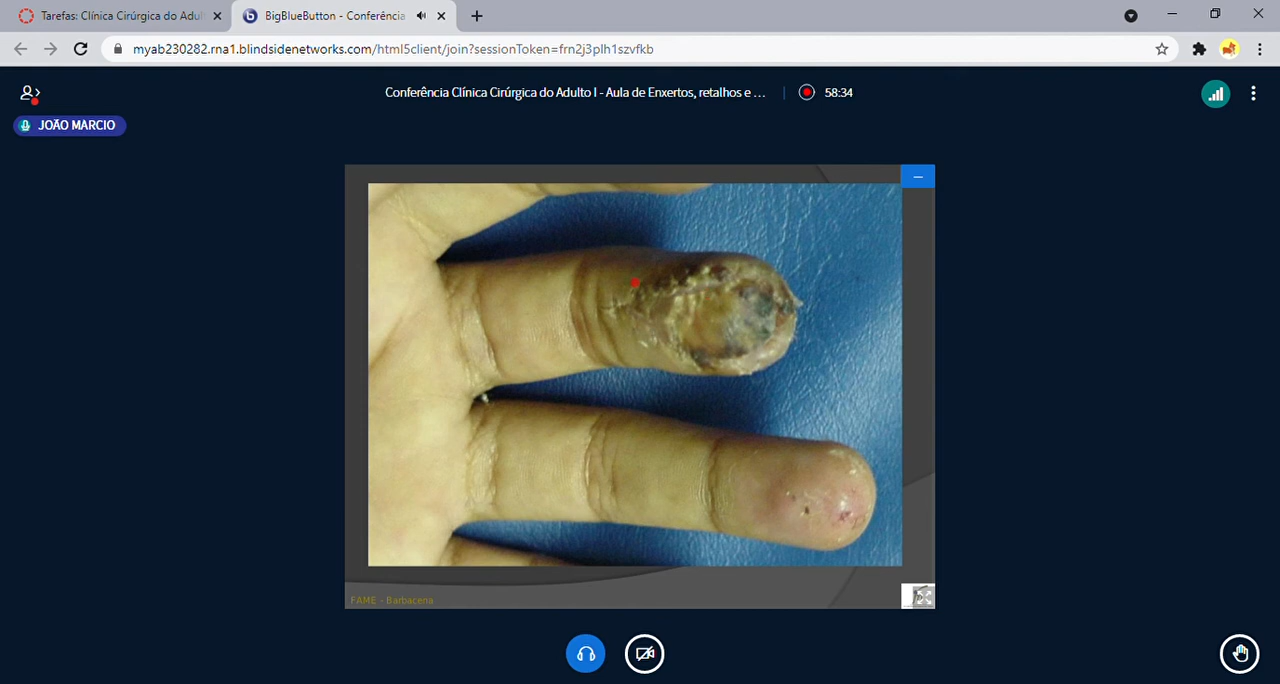 Tarefas: Clínica Cirúrgica do Adul
BigBlueButton - Conferência
myab230282.rna1.blindsidenetworks.com/html5client/join?sessionToken=frn2j3plh1szvfkb
Conferência Clínica Cirúrgica do Adulto I - Aula de Enxertos, retalhos e ...
58:34
JOÃO MARCIO
FAME - Barbacena